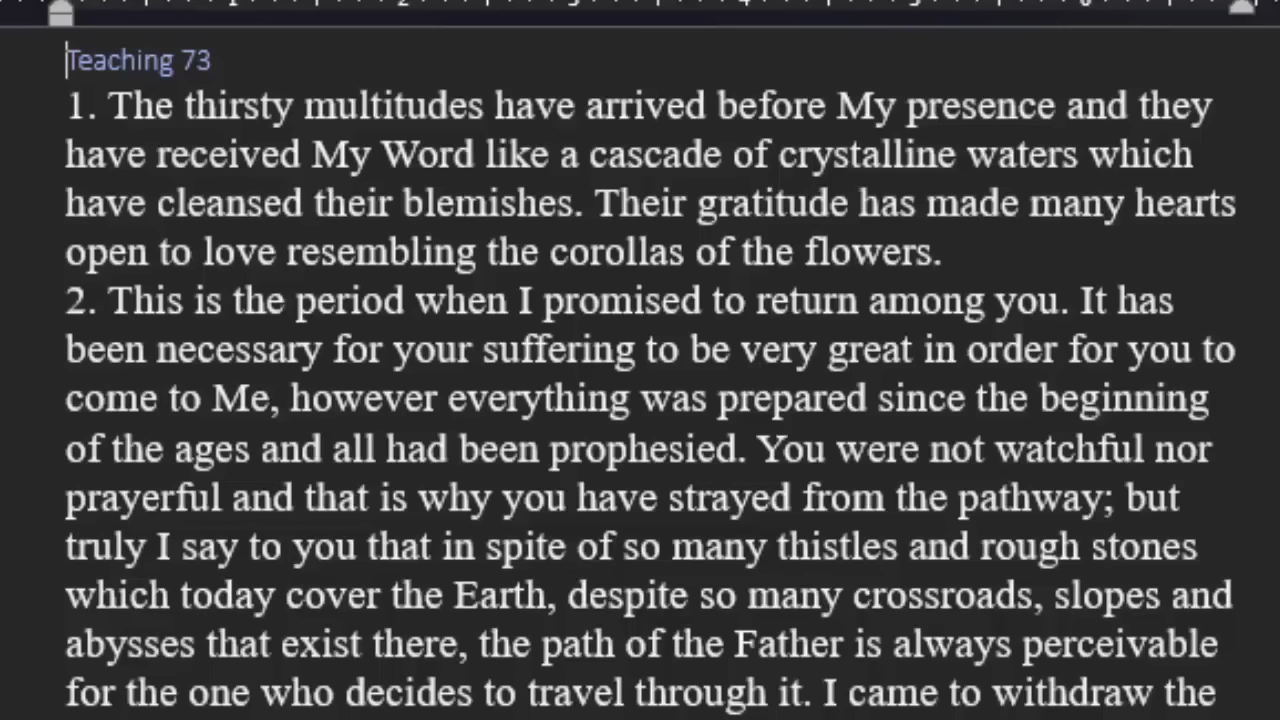 Teaching 73
1. The thirsty multitudes have arrived before My presence and they
have received My Word like a cascade of crystalline waters which
have cleansed their blemishes. Their gratitude has made many hearts
open to love resembling the corollas of the flowers.
2. This is the period when I promised to return among you. It has
been necessary for your suffering to be very great in order for you to
come to Me, however everything was prepared since the beginning
of the ages and all had been prophesied. You were not watchful nor
prayerful and that is why you have strayed from the pathway; but
truly I say to you that in spite of so many thistles and rough stones
which today cover the Earth, despite so many crossroads, slopes and
abysses that exist there, the path of the Father is always perceivable
for the one who decides to travel through it. I came to withdraw the